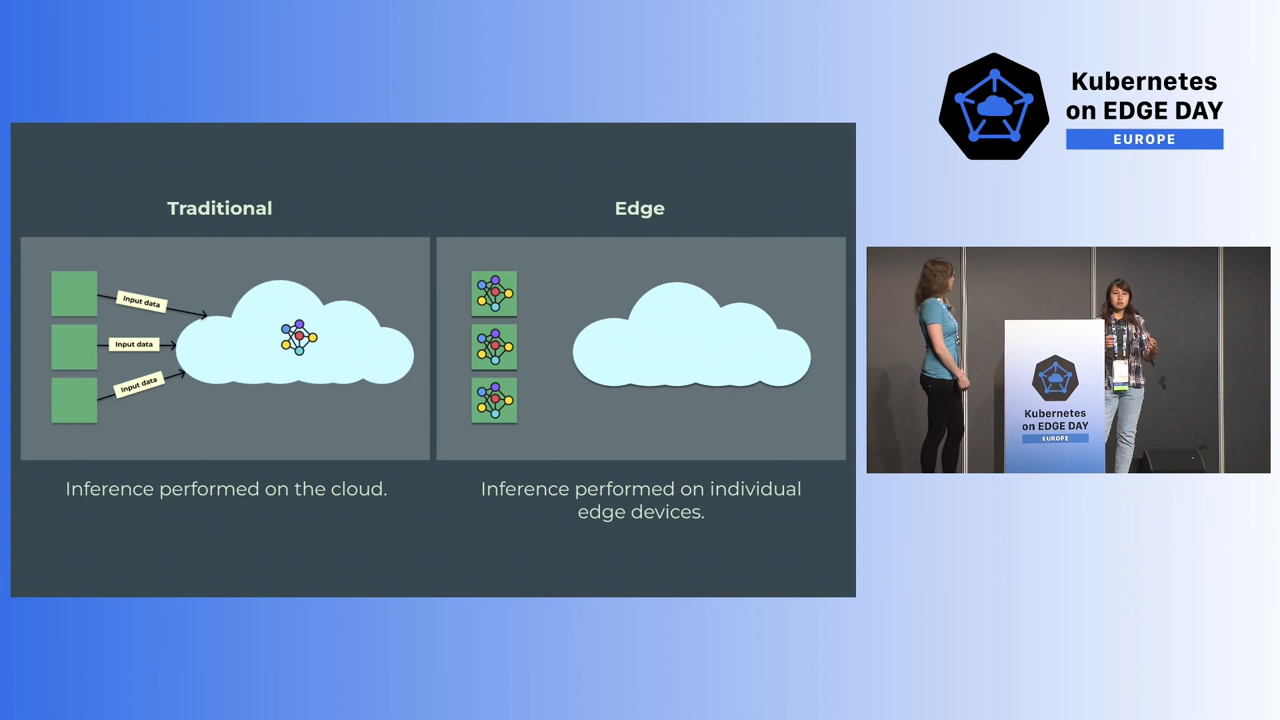 Kubernetes
on EDGE DAY
EUROPE
Traditional
Edge
Input data
Input data
Input data
Inference performed on the cloud.
Inference performed on individual
edge devices.
Kubernetes
on EDGE DAY
EUROPE